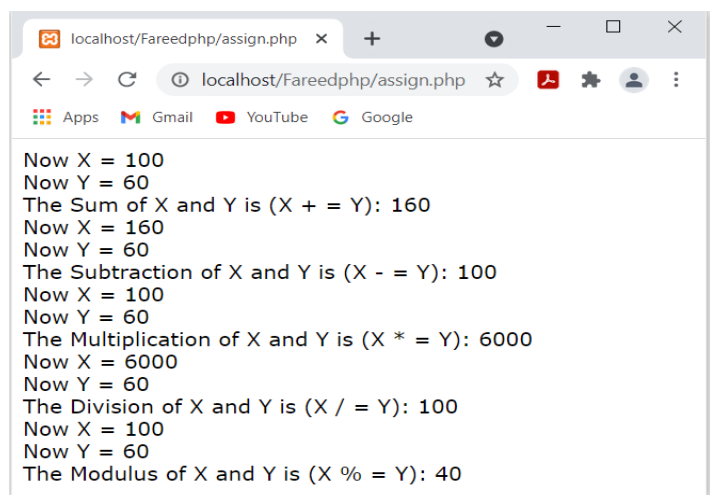 localhost/Fareedphp/assign.php
localhost/Fareedphp/assign.php
Apps Gmail YouTube G Google
Now X = 100
Now Y = 60
The Sum of X and Y is (X + = Y): 160
Now X = 160
Now Y = 60
The Subtraction of X and Y is (X - = Y): 100
Now X = 100
Now Y = 60
The Multiplication of X and Y is (X * = Y): 6000
Now X = 6000
Now Y = 60
The Division of X and Y is (X / = Y): 100
Now X = 100
Now Y = 60
The Modulus of X and Y is (X % = Y): 40